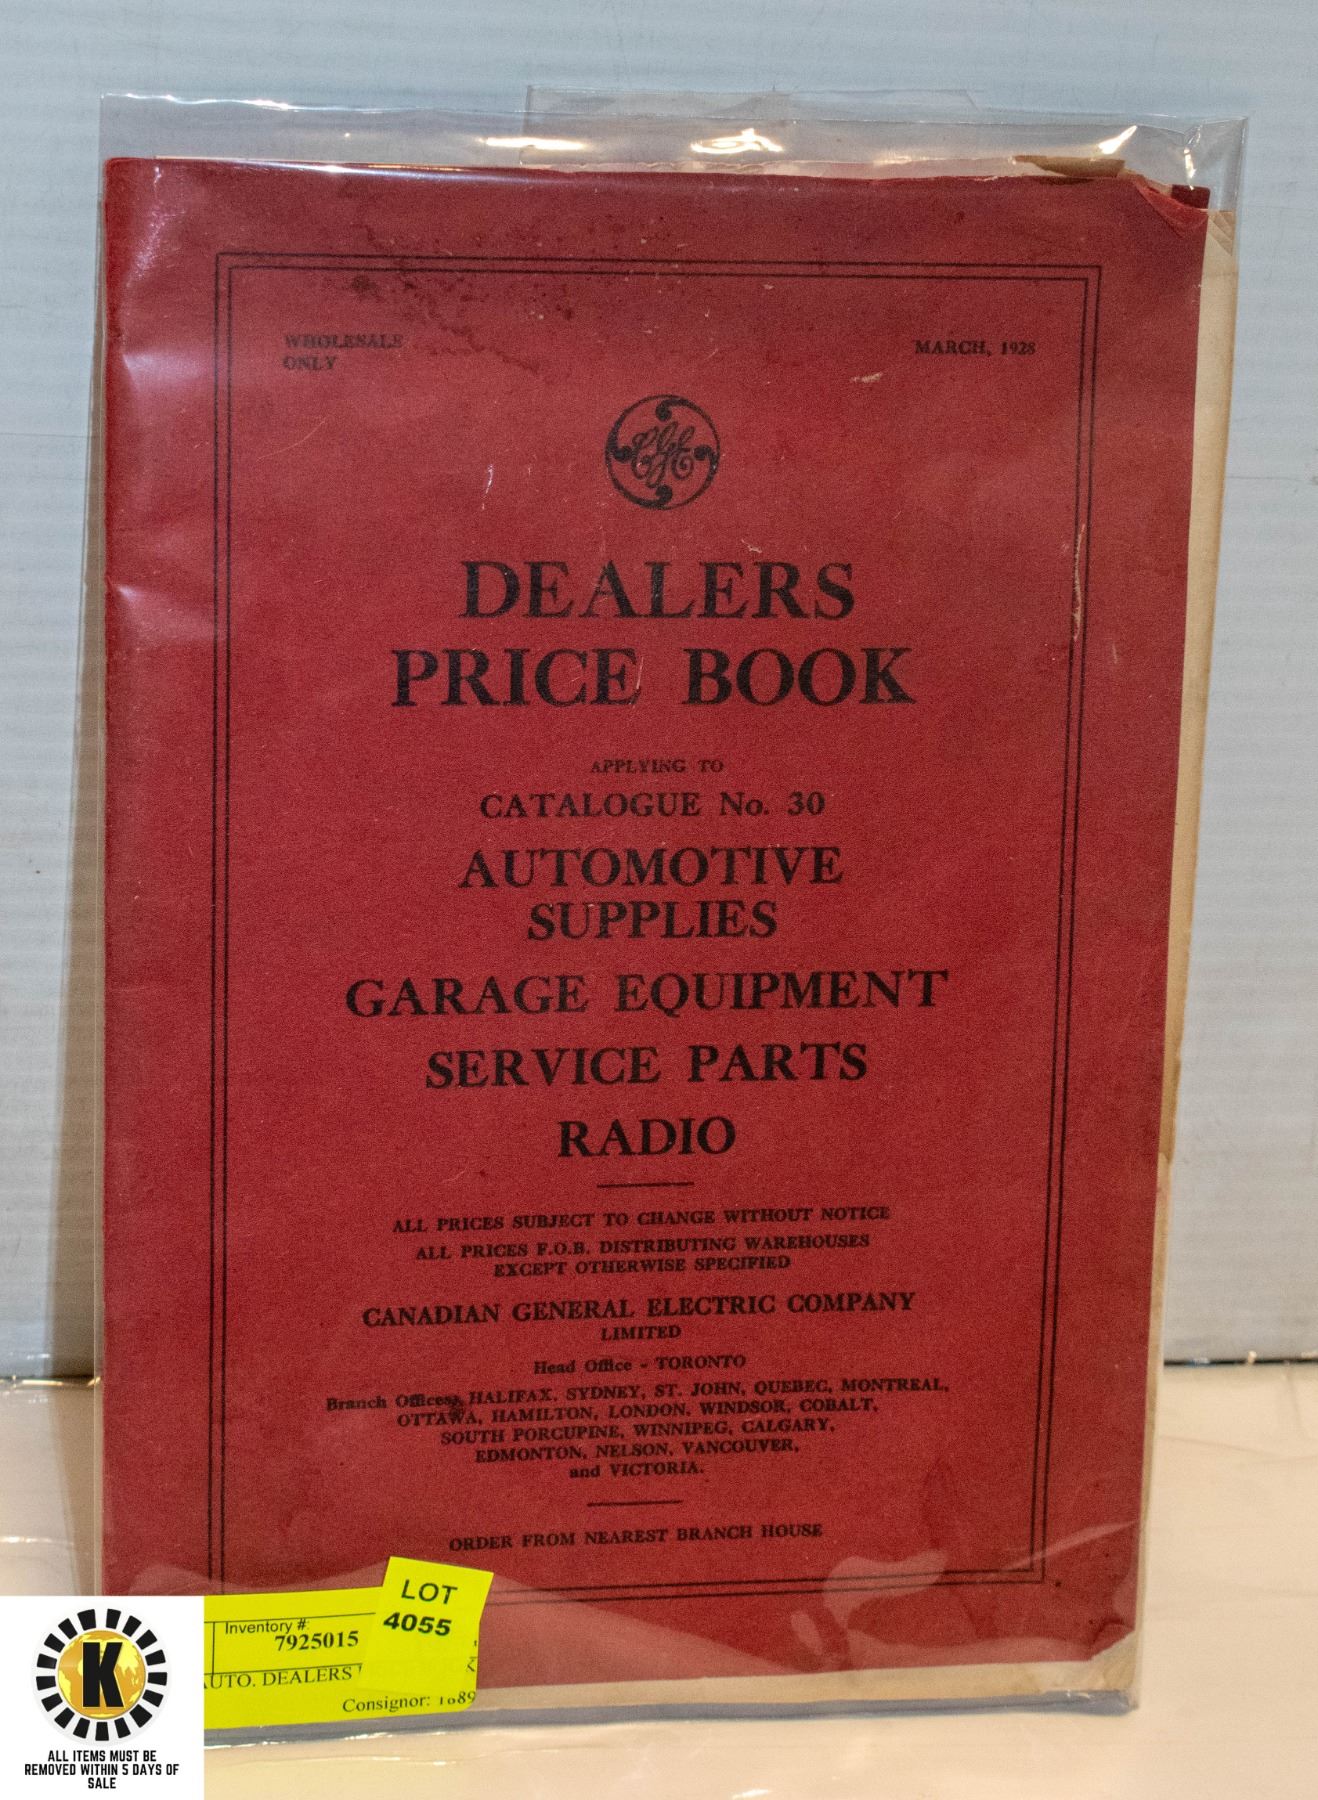 WHOLESALE
ONLY
MARCH, 1928
CGE
DEALERS
PRICE BOOK
APPLYING TO
CATALOGUE No. 30
AUTOMOTIVE
SUPPLIES
GARAGE EQUIPMENT
SERVICE PARTS
RADIO
ALL PRICES SUBJECT TO CHANGE WITHOUT NOTICE
ALL PRICES F.O.B. DISTRIBUTING WAREHOUSES
EXCEPT OTHERWISE SPECIFIED
CANADIAN GENERAL ELECTRIC COMPANY
LIMITED
Head Office - TORONTO
Branch Offices, HALIFAX, SYDNEY, ST. JOHN, QUEBEC, MONTREAL,
OTTAWA, HAMILTON, LONDON, WINDSOR, COBALT,
SOUTH PORCUPINE, WINNIPEG, CALGARY,
EDMONTON, NELSON, VANCOUVER,
and VICTORIA.
ORDER FROM NEAREST BRANCH HOUSE
LOT
4055
Inventory #:
7925015
AUTO. DEALERS
Consignor:
K
ALL ITEMS MUST BE
REMOVED WITHIN 5 DAYS OF
SALE